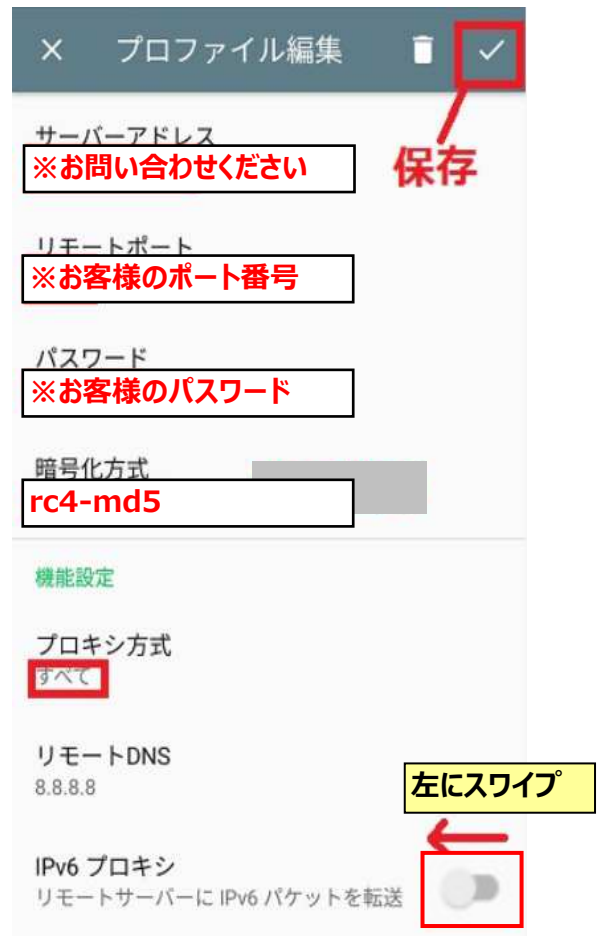 × プロファイル編集
保存
サーバーアドレス
※お問い合わせください
リモートポート
※お客様のポート番号
パスワード
※お客様のパスワード
暗号化方式
rc4-md5
機能設定
プロキシ方式
すべて
リモートDNS
8.8.8.8
左にスワイプ
IPv6 プロキシ
リモートサーバーに IPv6 パケットを転送